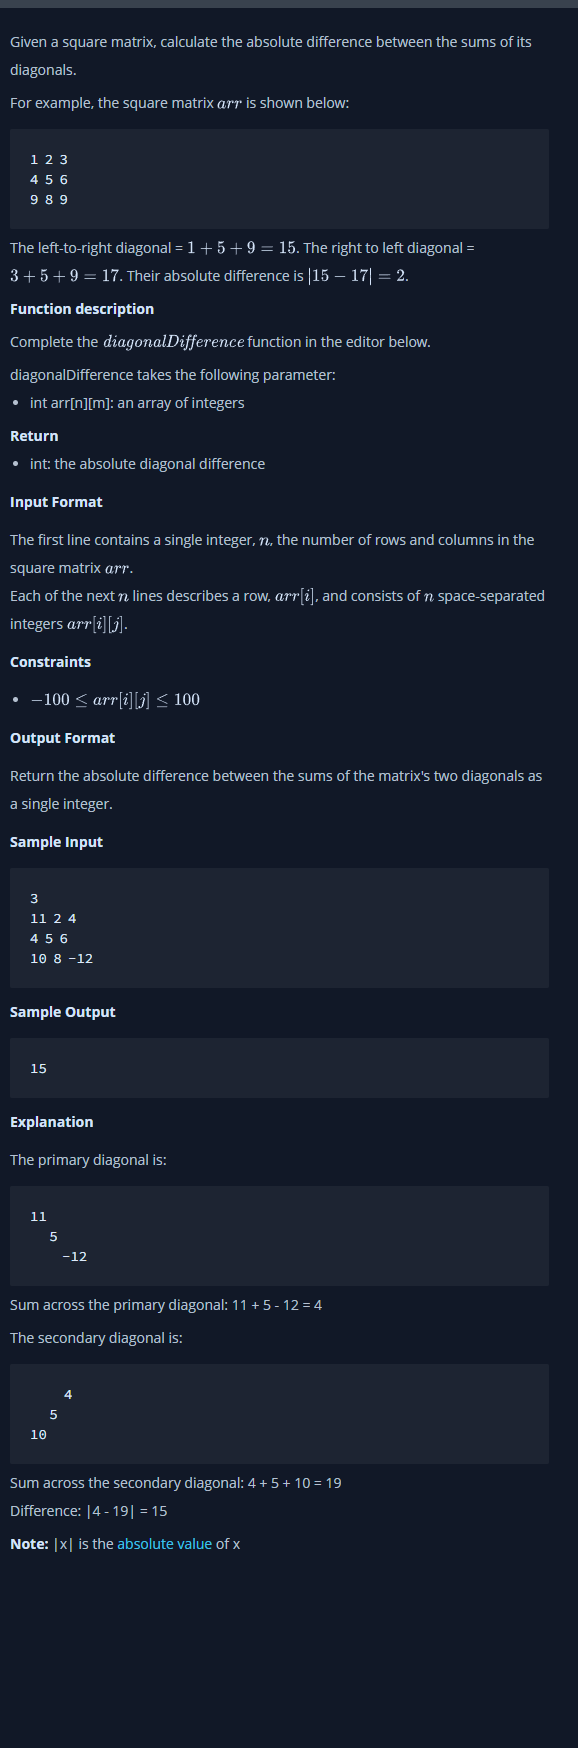 Given a square matrix, calculate the absolute difference between the sums of its
diagonals.
For example, the square matrix arr is shown below:
1 2 3
4 5 6
9 8 9
The left-to-right diagonal = 1 + 5 + 9 = 15. The right to left diagonal =
3 + 5 + 9 = 17. Their absolute difference is |15 − 17| = 2.
Function description
Complete the diagonalDifference function in the editor below.
diagonalDifference takes the following parameter:
• int arr[n][m]: an array of integers
Return
• int: the absolute diagonal difference
Input Format
The first line contains a single integer, n, the number of rows and columns in the
square matrix arr.
Each of the next n lines describes a row, arr[i], and consists of n space-separated
integers arr[i][j].
Constraints
• −100 ≤ arr[i][j] ≤ 100
Output Format
Return the absolute difference between the sums of the matrix's two diagonals as
a single integer.
Sample Input
3
11 2 4
4 5 6
10 8 -12
Sample Output
15
Explanation
The primary diagonal is:
11
5
-12
Sum across the primary diagonal: 11 + 5 - 12 = 4
The secondary diagonal is:
4
5
10
Sum across the secondary diagonal: 4 + 5 + 10 = 19
Difference: |4 - 19| = 15
Note: |x| is the absolute value of x